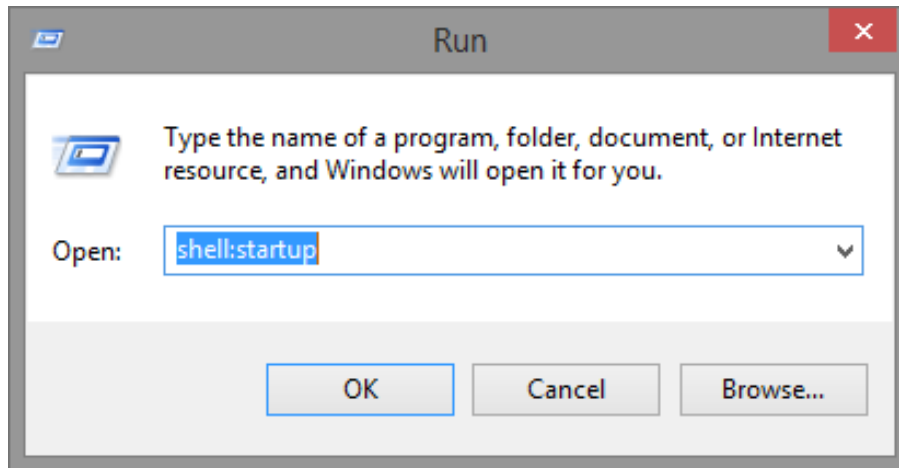 Run
Type the name of a program, folder, document, or Internet
resource, and Windows will open it for you.
Open: shell:startup
OK Cancel Browse...